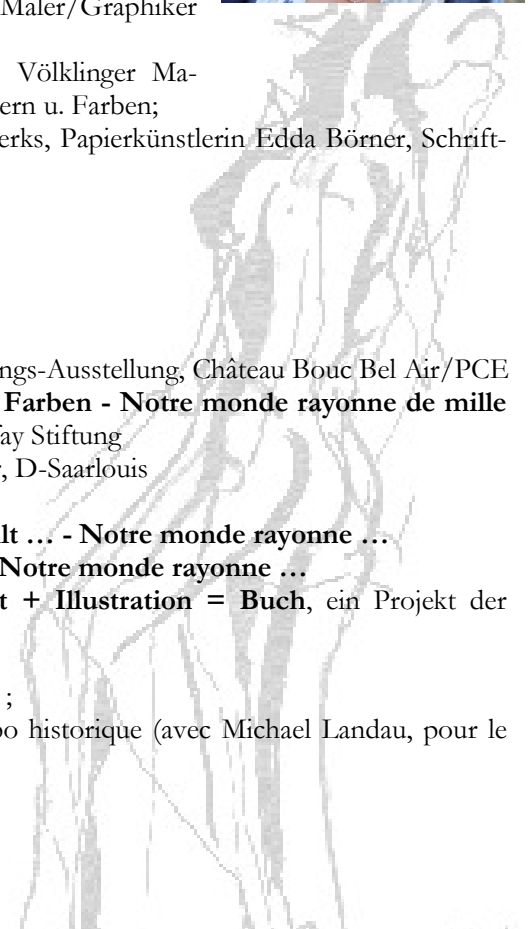 Maler/Graphiker
Völklinger Ma-
ern u. Farben;
erks, Papierkünstlerin Edda Börner, Schrift-
ngs-Ausstellung, Château Bouc Bel Air/PCE
Farben - Notre monde rayonne de mille
ay Stiftung
, D-Saarlouis
lt … - Notre monde rayonne …
Notre monde rayonne …
t + Illustration = Buch, ein Projekt der
;
oo historique (avec Michael Landau, pour le